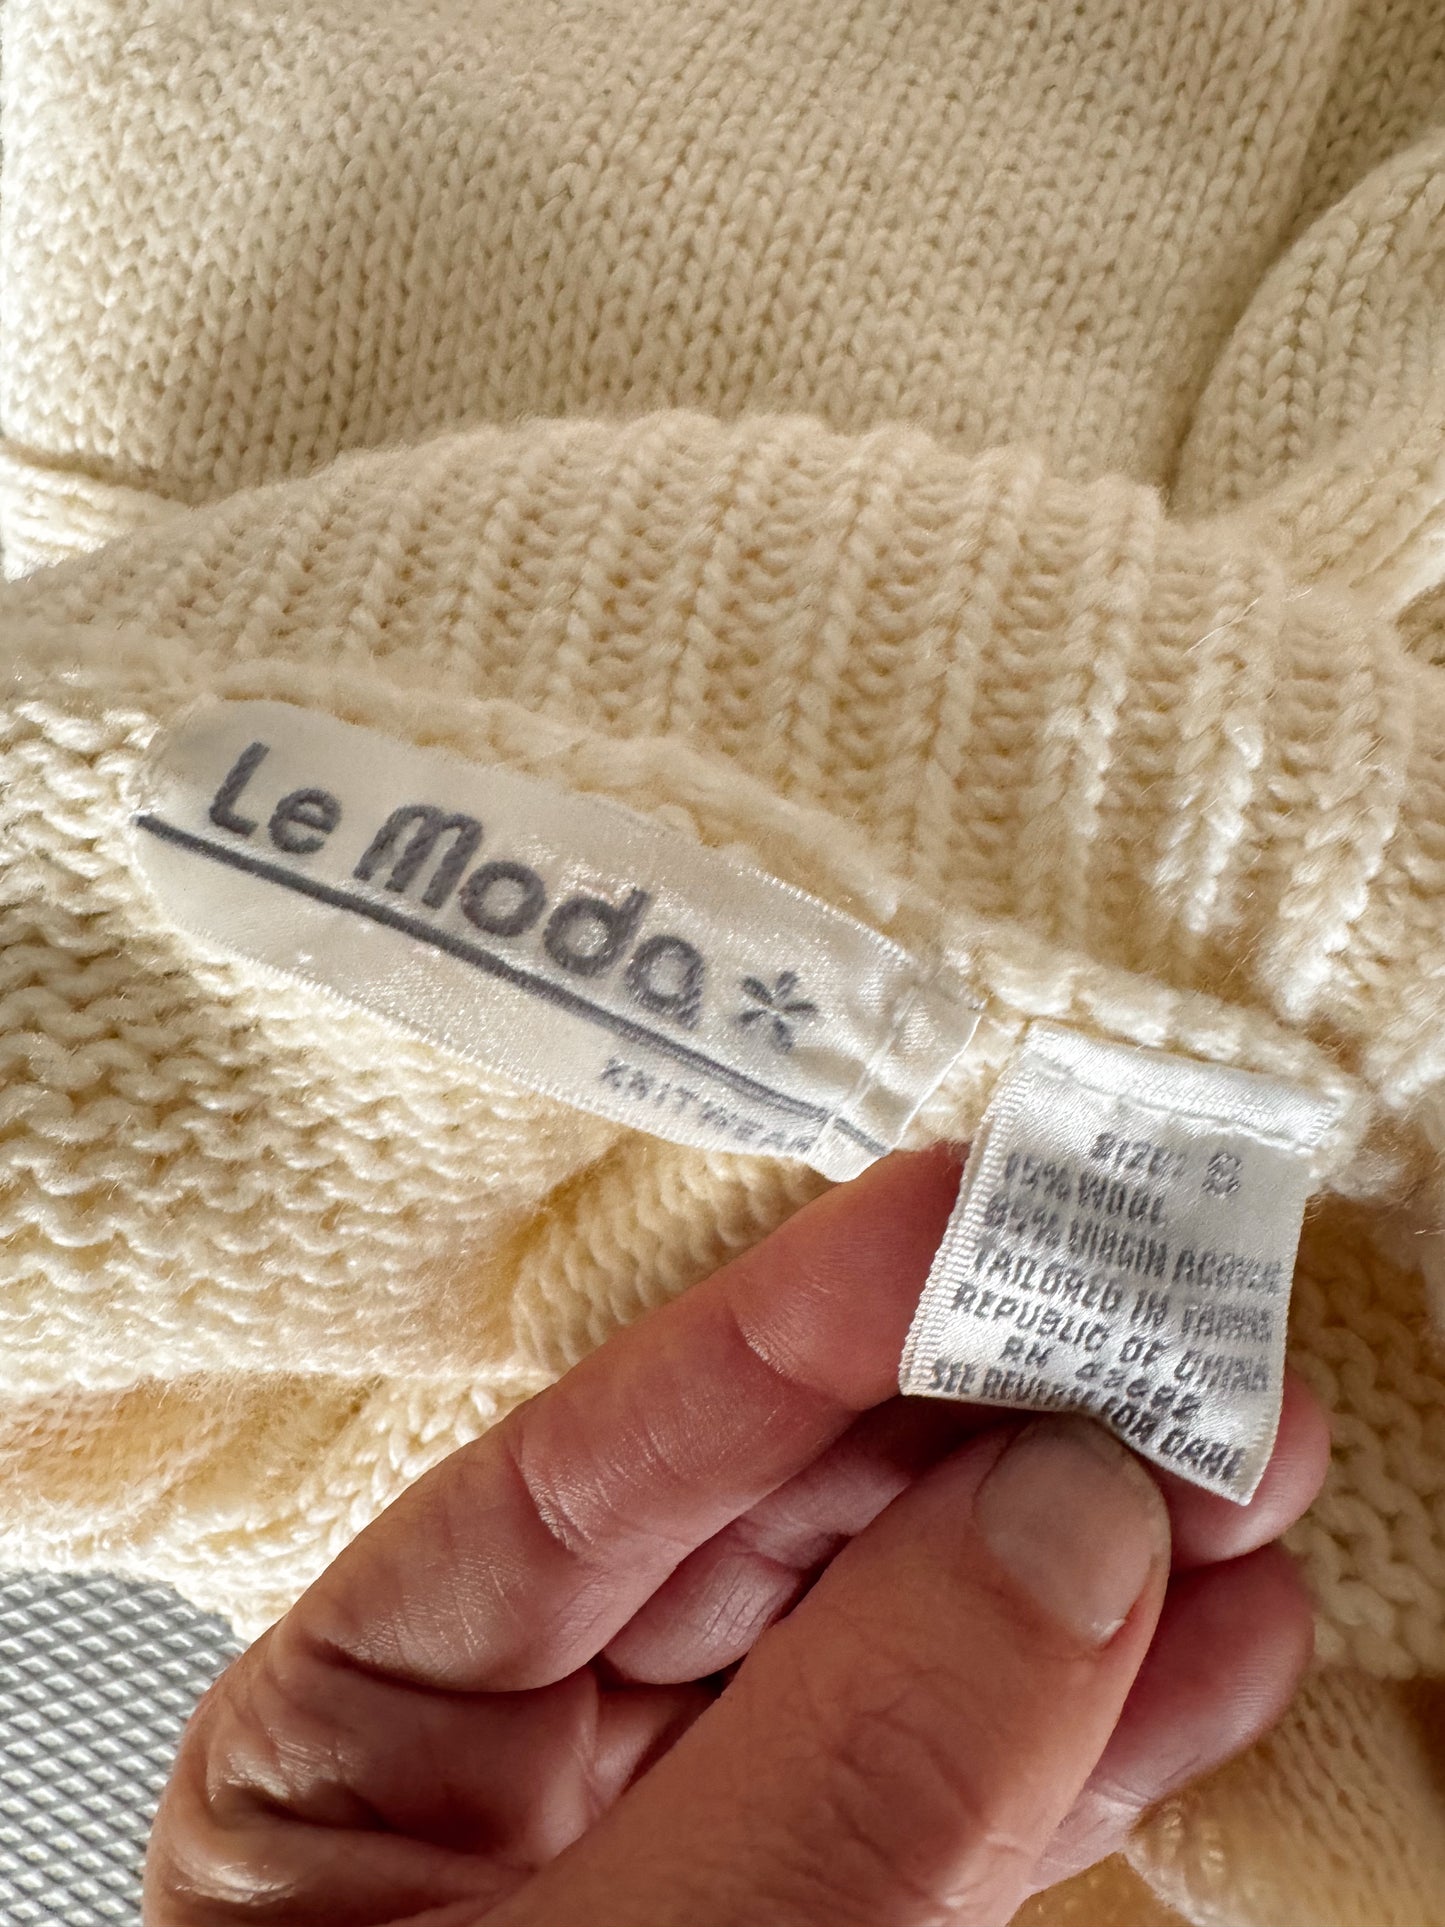 Le Moda*
KNITWEAR
SIZE: S
15% WOOL
85% VIRGIN ACRYLIC
TAILORED IN TAIWAN
REPUBLIC OF CHINA
RN
SEE REVERSE FOR CARE